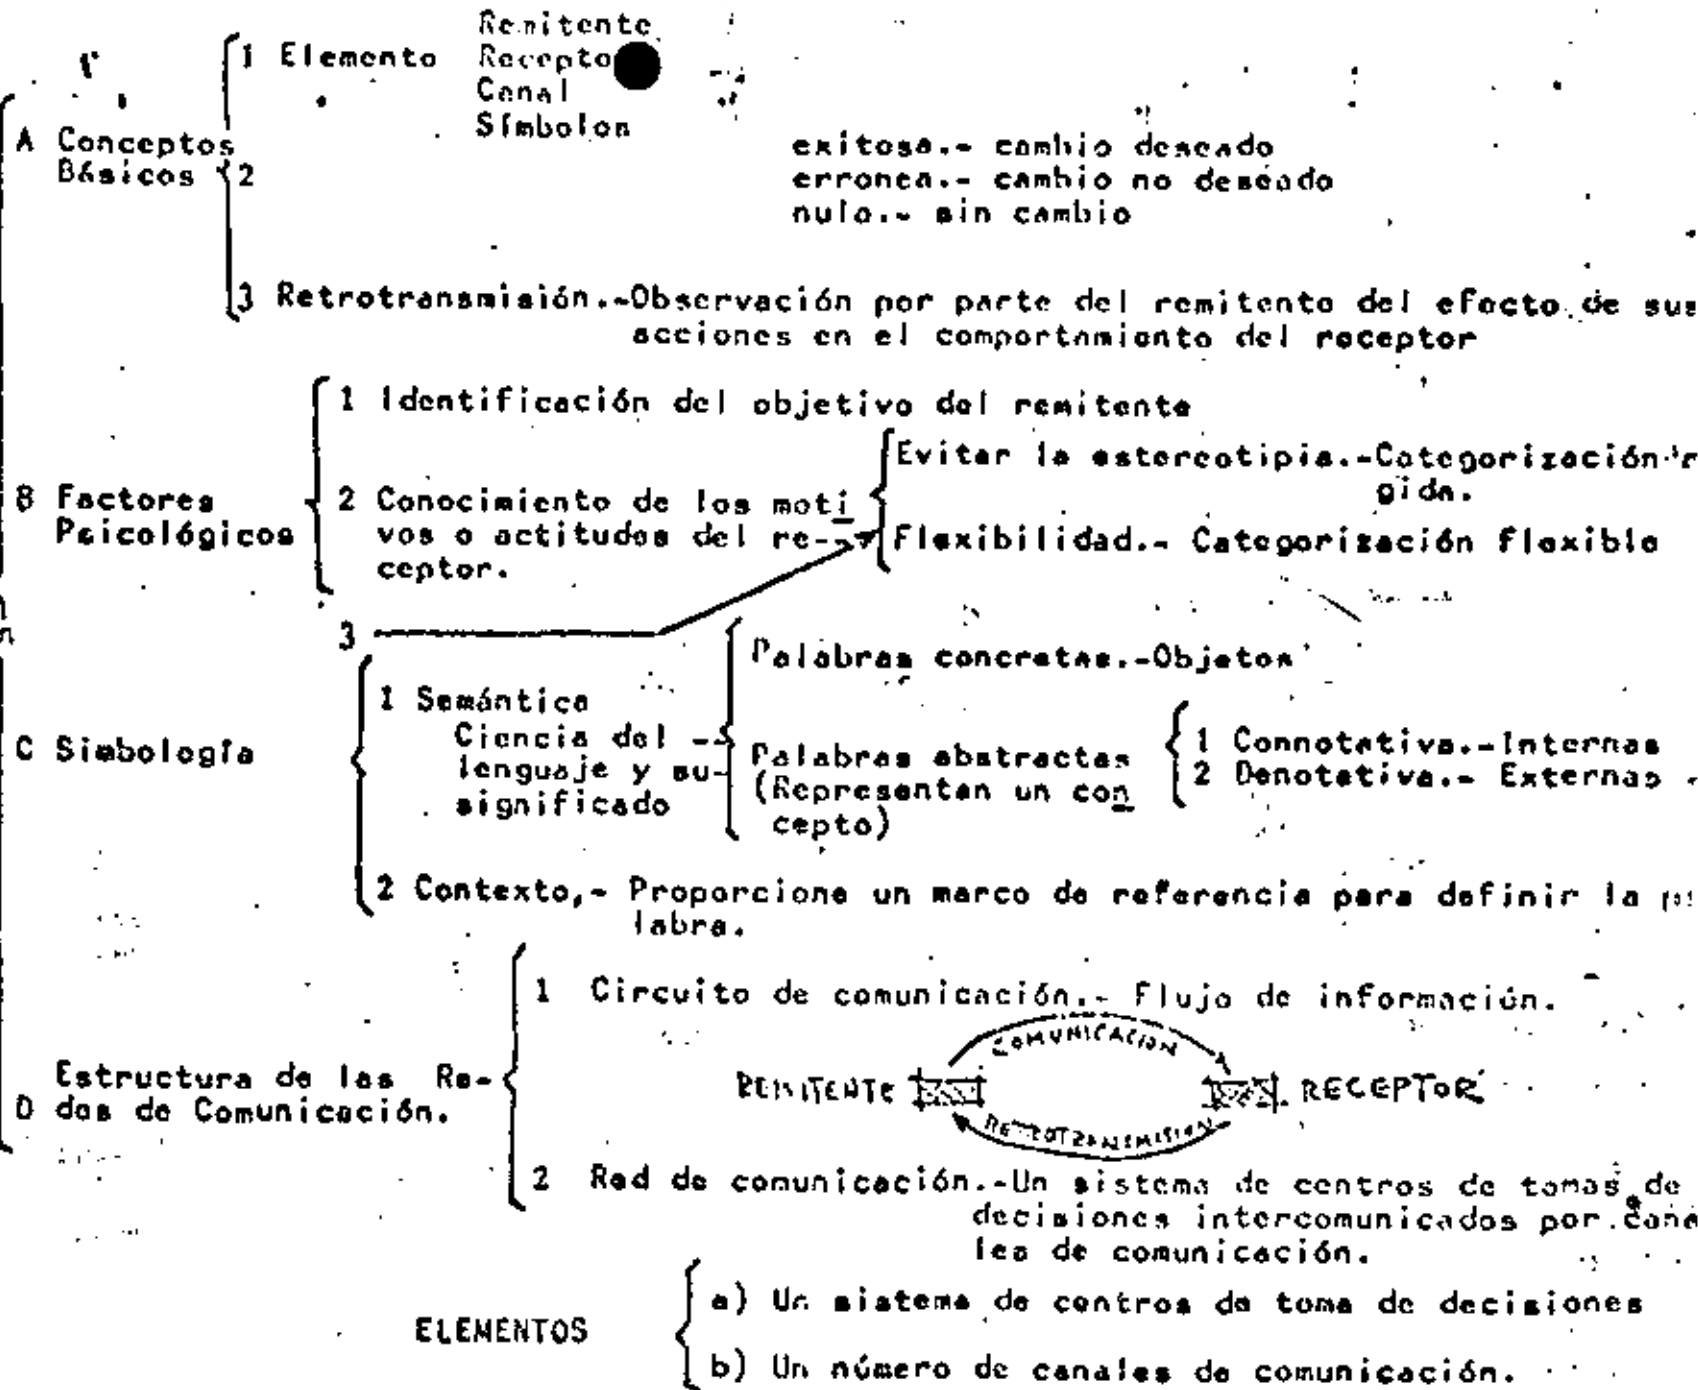 1 Elemento
Remitente
Recepto
Canal
Símbolon
A Conceptos
Básicos
2
exitosa.- cambio deseado
erronea.- cambio no deseado
nulo.- sin cambio
3 Retrotransmisión.-Observación por parte del remitente del efecto de sus
acciones en el comportamiento del receptor
B Factores
Psicológicos
1 Identificación del objetivo del remitente
2 Conocimiento de los moti
vos o actitudes del re--
ceptor.
Evitar la estereotipia.-Categorización r
gida.
Flexibilidad.- Categorización flexible
3
C Simbología
1 Semántica
Ciencia del --
lenguaje y su-
significado
Palabras concretas.-Objetos
Palabras abstractas
(Representan un con
cepto)
1 Connotativa.-Internas
2 Denotativa.- Externas
2 Contexto,- Proporciona un marco de referencia para definir la
labra.
D Estructura de las Re-
des de Comunicación.
1 Circuito de comunicación.- Flujo de información.
COMUNICACION
REMITENTE
RECEPTOR
RETROTRANSMISION
2 Red de comunicación.-Un sistema de centros de tomas de
decisiones intercomunicados por cana
les de comunicación.
ELEMENTOS
a) Un sistema de centros de toma de decisiones
b) Un número de canales de comunicación.